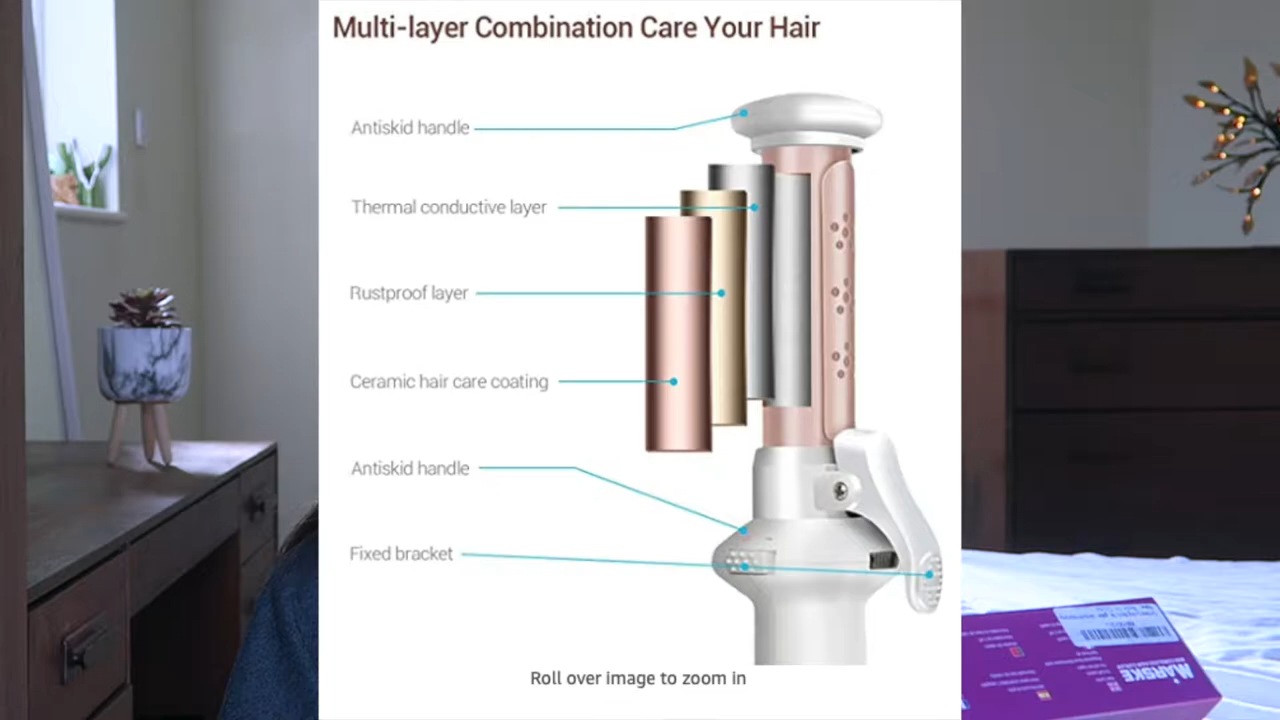 Multi-layer Combination Care Your Hair
Antiskid handle
Thermal conductive layer
Rustproof layer
Ceramic hair care coating
Antiskid handle
Fixed bracket
Roll over image to zoom in
MARSKE